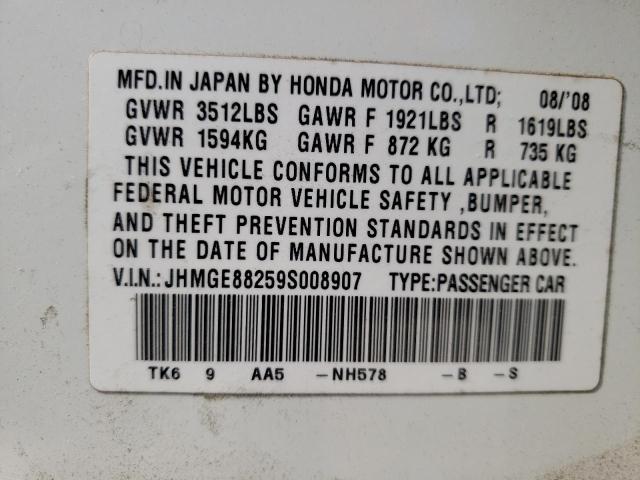 MFD.IN JAPAN BY HONDA MOTOR CO.,LTD; 08/'08
GVWR 3512LBS GAWR F 1921LBS R 1619LBS
GVWR 1594KG GAWR F 872 KG R 735 KG
THIS VEHICLE CONFORMS TO ALL APPLICABLE
FEDERAL MOTOR VEHICLE SAFETY ,BUMPER,
AND THEFT PREVENTION STANDARDS IN EFFECT
ON THE DATE OF MANUFACTURE SHOWN ABOVE.
V.I.N.:JHMGE88259S008907 TYPE:PASSENGER CAR
TK6 9 AA5 -NH578 -B -S